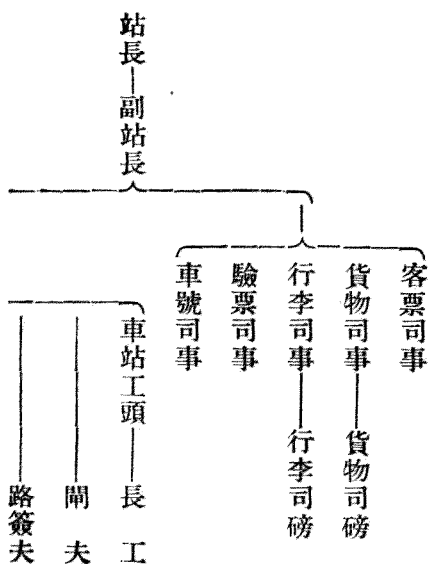 站長—副站長
客票司事
貨物司事——貨物司磅
行李司事——行李司磅
驗票司事
車號司事
車站工頭——長工
閘夫
路簽夫